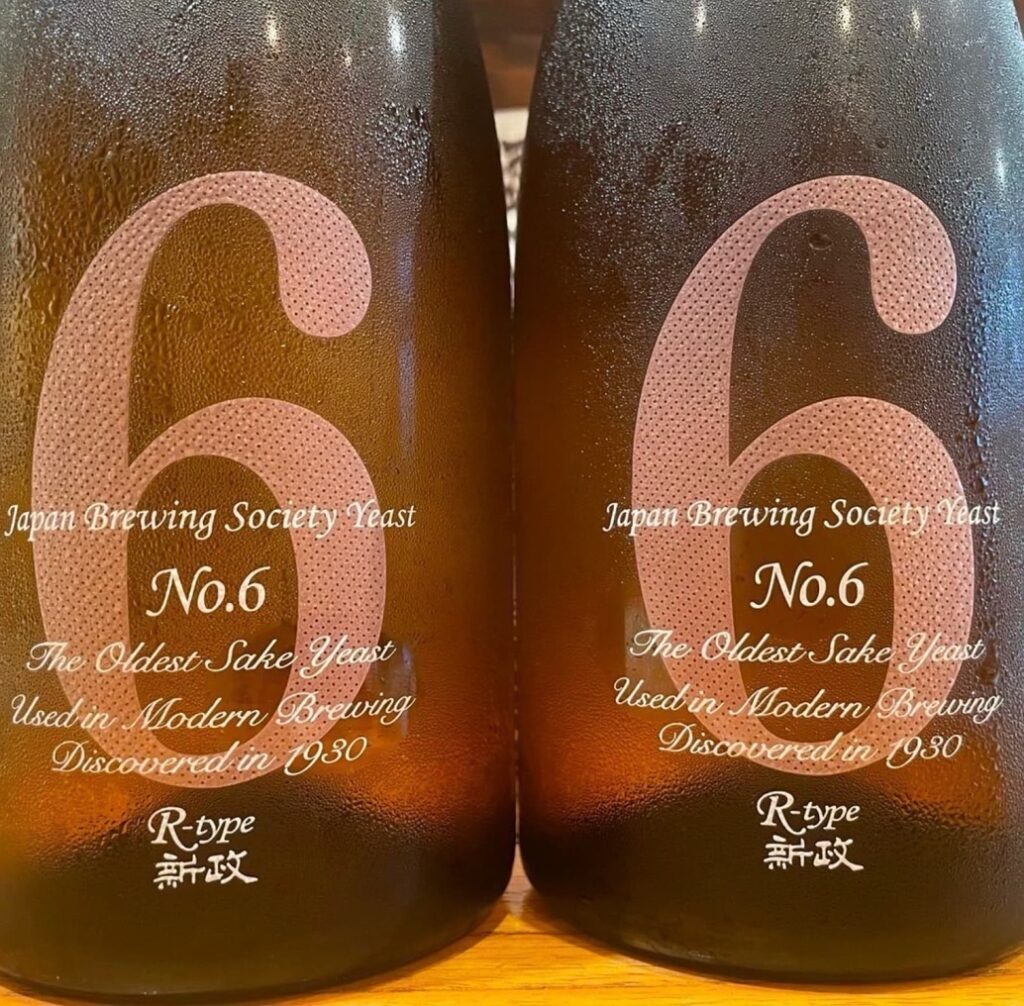 6
Japan Brewing Society Yeast
No.6
The Oldest Sake Yeast
Used in Modern Brewing
Discovered in 1930
R-type
新政
6
Japan Brewing Society Yeast
No.6
The Oldest Sake Yeast
Used in Modern Brewing
Discovered in 1930
R-type
新政